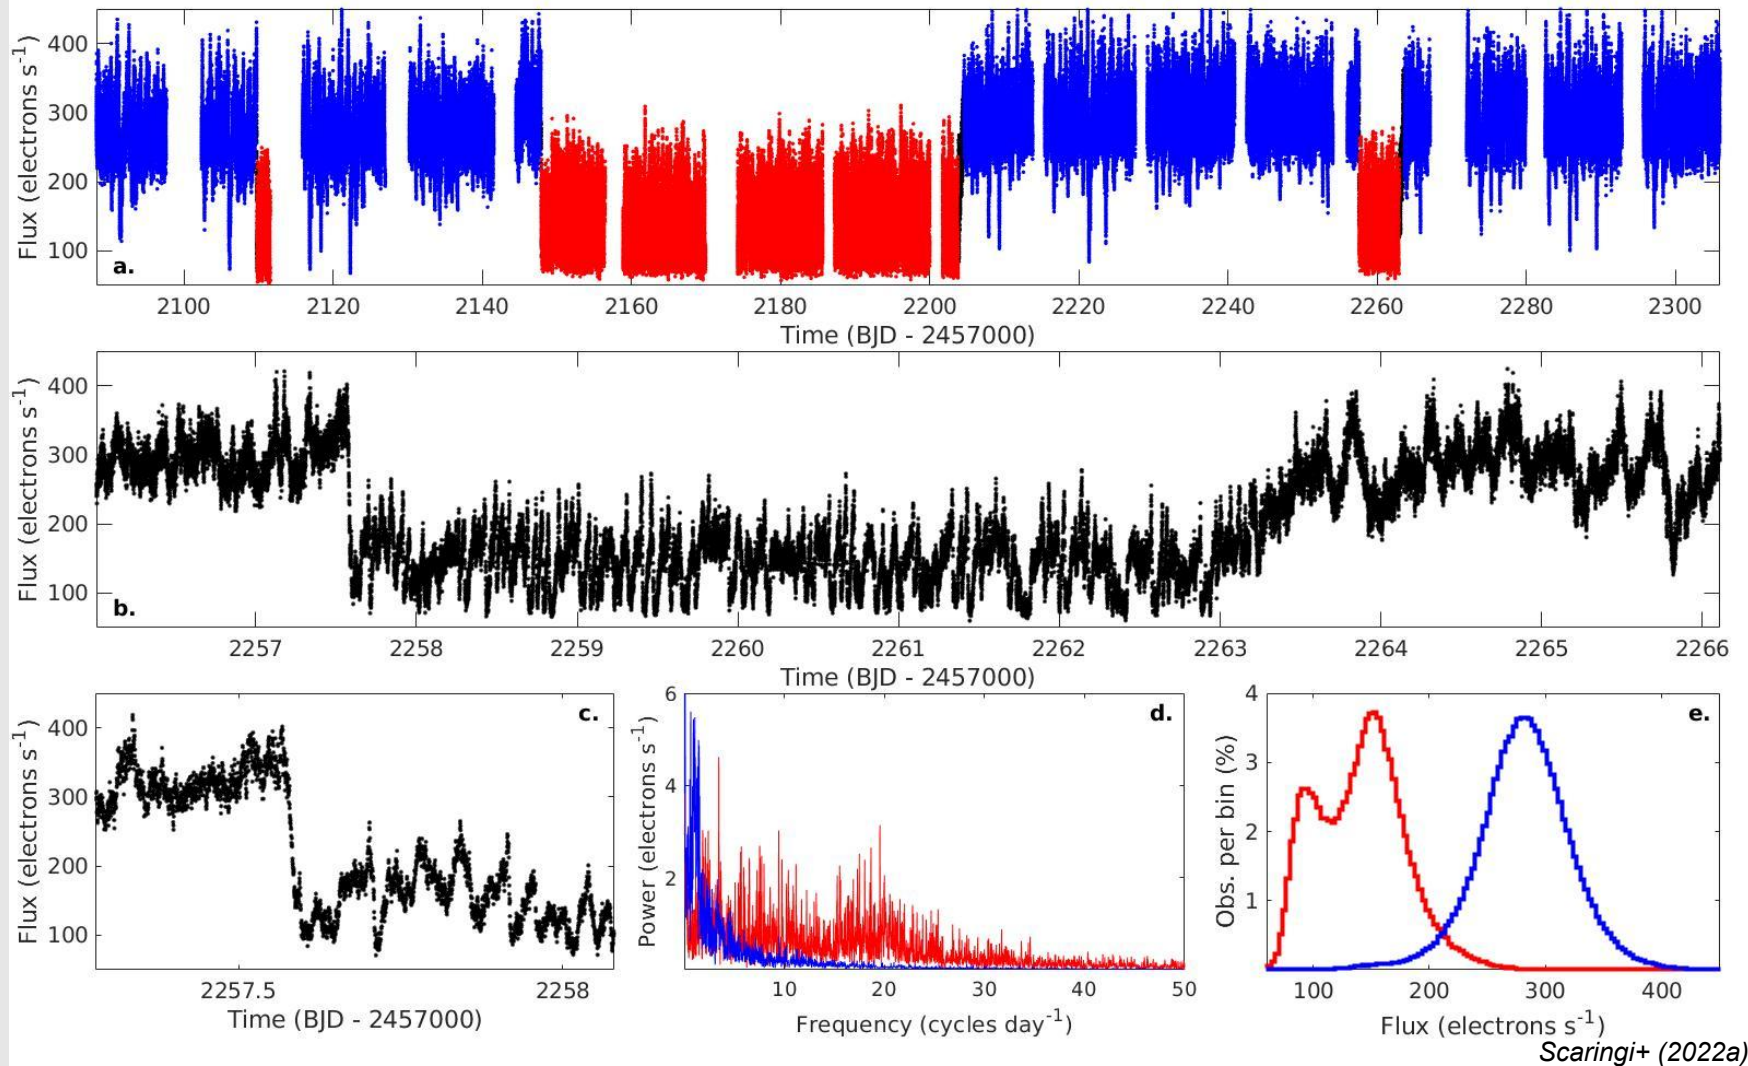 Flux (electrons s-1)
400
300
200
100
a.
2100 2120 2140 2160 2180 2200 2220 2240 2260 2280 2300
Time (BJD - 2457000)
Flux (electrons s-1)
400
300
200
100
b.
2257 2258 2259 2260 2261 2262 2263 2264 2265 2266
Time (BJD - 2457000)
Flux (electrons s-1)
400
300
200
100
c.
2257.5 2258
Time (BJD - 2457000)
Power (electrons s-1)
6
4
2
d.
10 20 30 40 50
Frequency (cycles day-1)
Obs. per bin (%)
4
3
2
1
e.
100 200 300 400
Flux (electrons s-1)
Scaringi+ (2022a)